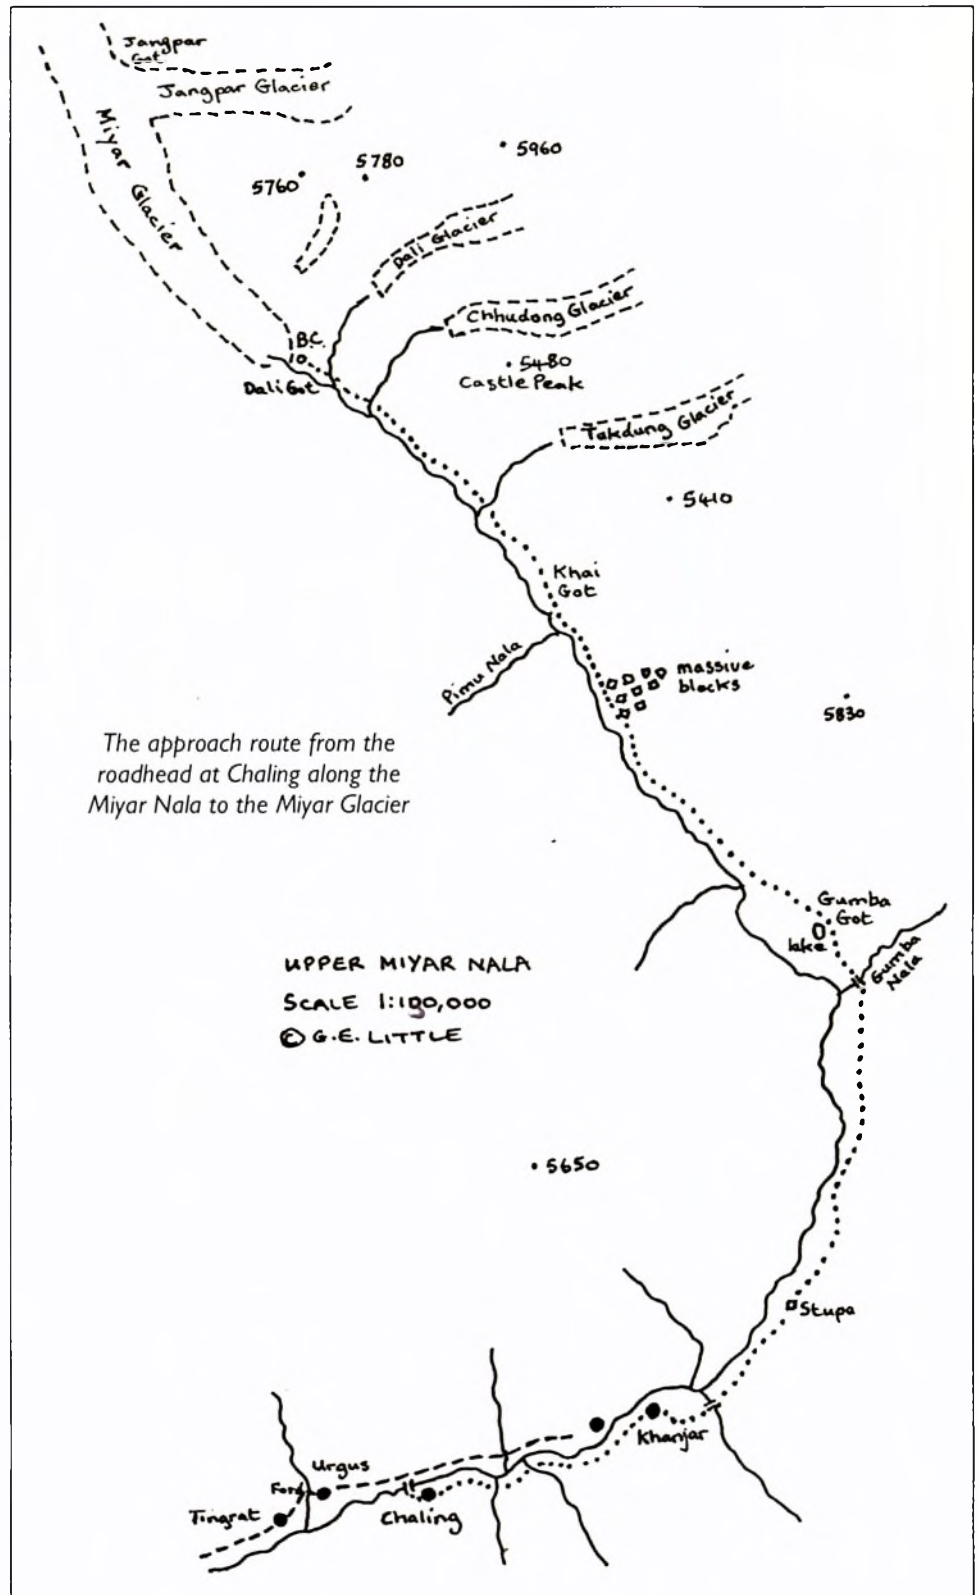 Jangpar
Got
Jangpar Glacier
Miyar Glacier
5960
5780
5760
Dali Glacier
Chhudong Glacier
B.C.
5480
Castle Peak
Dali Got
Takdung Glacier
5410
Khai
Got
Pimu Nala
massive
blocks
5830
The approach route from the
roadhead at Chaling along the
Miyar Nala to the Miyar Glacier
Gumba
Got
lake
Gumba
Nala
UPPER MIYAR NALA
SCALE 1:100,000
© G.E. LITTLE
5650
Stupa
Khanjar
Urgus
Ford
Tingrat
Chaling